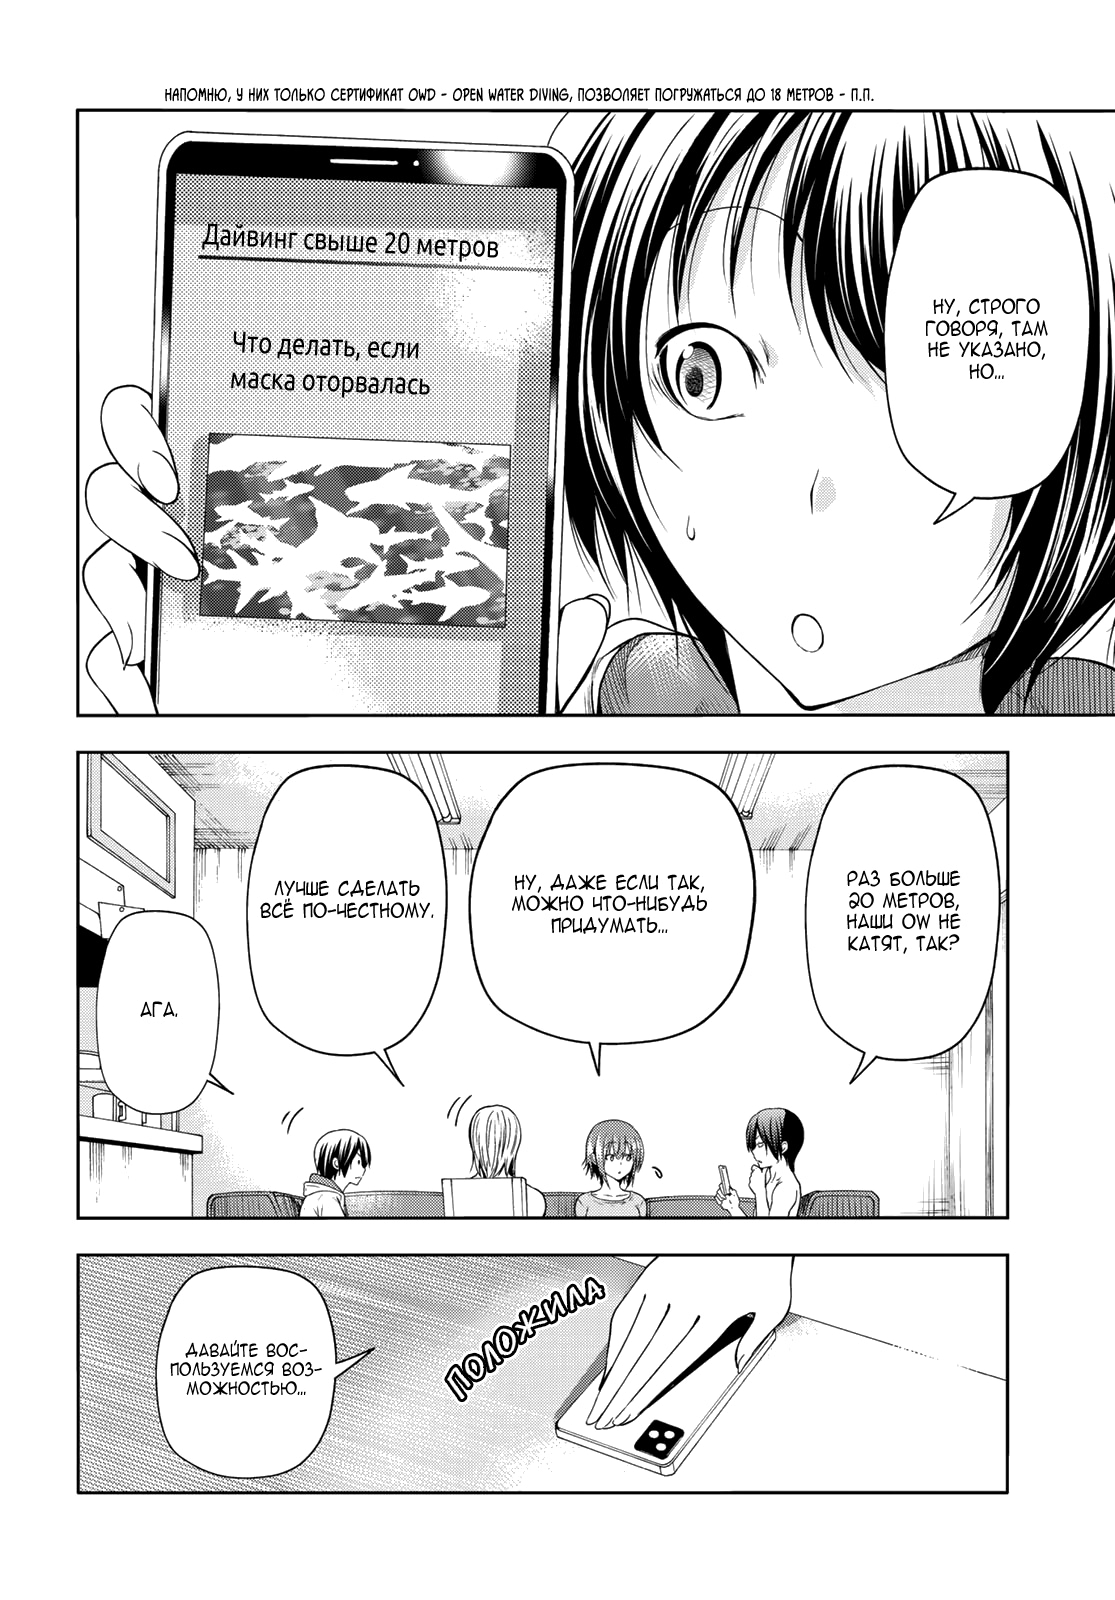 НАПОМНЮ, У НИХ ТОЛЬКО СЕРТИФИКАТ OWD - OPEN WATER DIVING, ПОЗВОЛЯЕТ ПОГРУЖАТЬСЯ ДО 18 МЕТРОВ - П.П.
НУ, СТРОГО
ГОВОРЯ, ТАМ
НЕ УКАЗАНО,
НО...
Дайвинг свыше 20 метров
Что делать, если
маска оторвалась
РАЗ БОЛЬШЕ
20 МЕТРОВ,
НАШИ OW НЕ
КАТЯТ, ТАК?
НУ, ДАЖЕ ЕСЛИ ТАК,
МОЖНО ЧТО-НИБУДЬ
ПРИДУМАТЬ...
ЛУЧШЕ СДЕЛАТЬ
ВСЁ ПО-ЧЕСТНОМУ.
АГА.
ПОЛОЖИЛА
ДАВАЙТЕ ВОС-
ПОЛЬЗУЕМСЯ ВОЗ-
МОЖНОСТЬЮ...